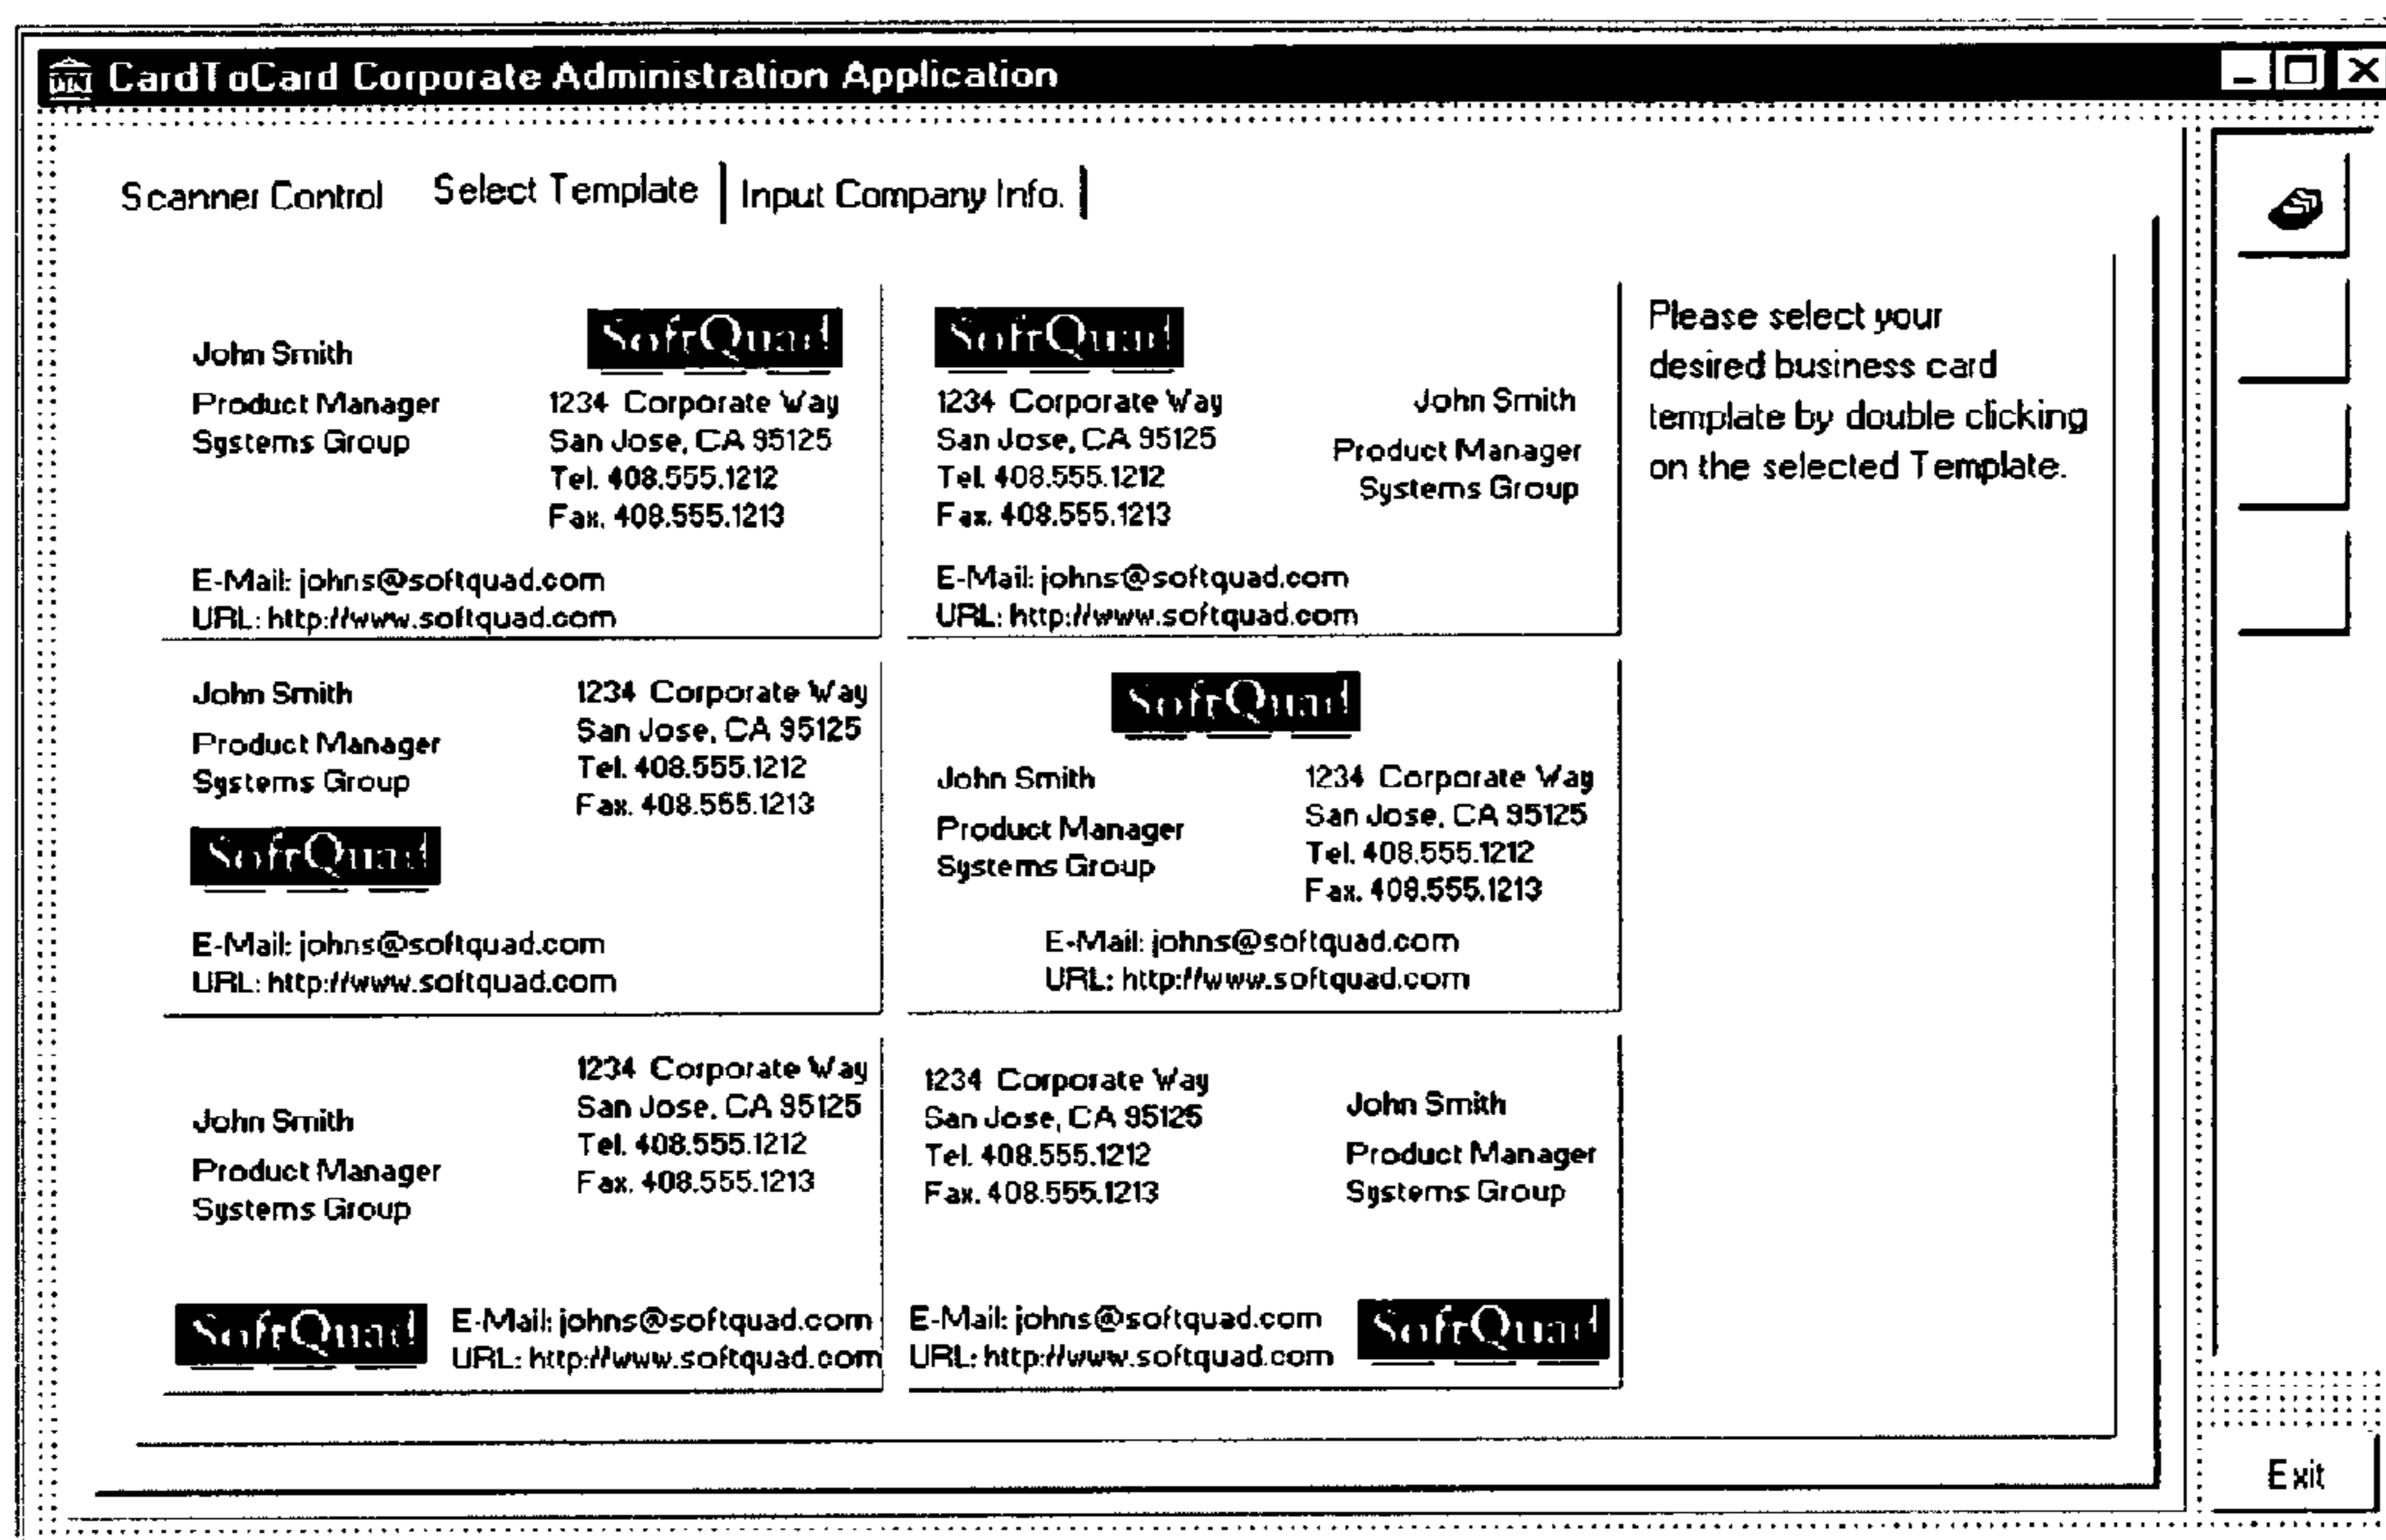 CardToCard Corporate Administration Application
Scanner Control
Select Template
Input Company Info.
SoftQuad
John Smith
Product Manager
Systems Group
1234 Corporate Way
San Jose, CA 95125
Tel. 408.555.1212
Fax. 408.555.1213
E-Mail: johns@softquad.com
URL: http://www.softquad.com
SoftQuad
1234 Corporate Way
San Jose, CA 95125
Tel. 408.555.1212
Fax. 408.555.1213
John Smith
Product Manager
Systems Group
E-Mail: johns@softquad.com
URL: http://www.softquad.com
Please select your
desired business card
template by double clicking
on the selected Template.
John Smith
Product Manager
Systems Group
1234 Corporate Way
San Jose, CA 95125
Tel. 408.555.1212
Fax. 408.555.1213
SoftQuad
E-Mail: johns@softquad.com
URL: http://www.softquad.com
SoftQuad
John Smith
Product Manager
Systems Group
1234 Corporate Way
San Jose, CA 95125
Tel. 408.555.1212
Fax. 408.555.1213
E-Mail: johns@softquad.com
URL: http://www.softquad.com
John Smith
Product Manager
Systems Group
1234 Corporate Way
San Jose, CA 95125
Tel. 408.555.1212
Fax. 408.555.1213
SoftQuad
E-Mail: johns@softquad.com
URL: http://www.softquad.com
1234 Corporate Way
San Jose, CA 95125
Tel. 408.555.1212
Fax. 408.555.1213
John Smith
Product Manager
Systems Group
E-Mail: johns@softquad.com
URL: http://www.softquad.com
SoftQuad
Exit